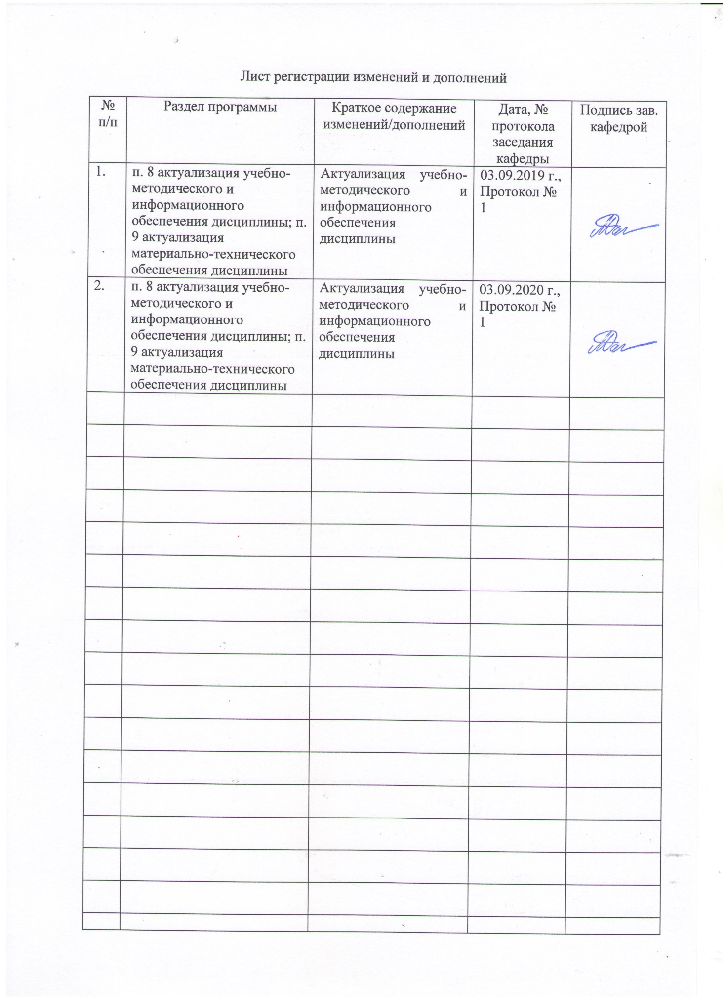 Лист регистрации изменений и дополнений
№
п/п
Раздел программы
Краткое содержание
изменений/дополнений
Дата, №
протокола
заседания
кафедры
Подпись зав.
кафедрой
1.
п. 8 актуализация учебно-
методического и
информационного
обеспечения дисциплины; п.
9 актуализация
материально-технического
обеспечения дисциплины
Актуализация учебно-
методического и
информационного
обеспечения
дисциплины
03.09.2019 г.,
Протокол №
1
2.
п. 8 актуализация учебно-
методического и
информационного
обеспечения дисциплины; п.
9 актуализация
материально-технического
обеспечения дисциплины
Актуализация учебно-
методического и
информационного
обеспечения
дисциплины
03.09.2020 г.,
Протокол №
1